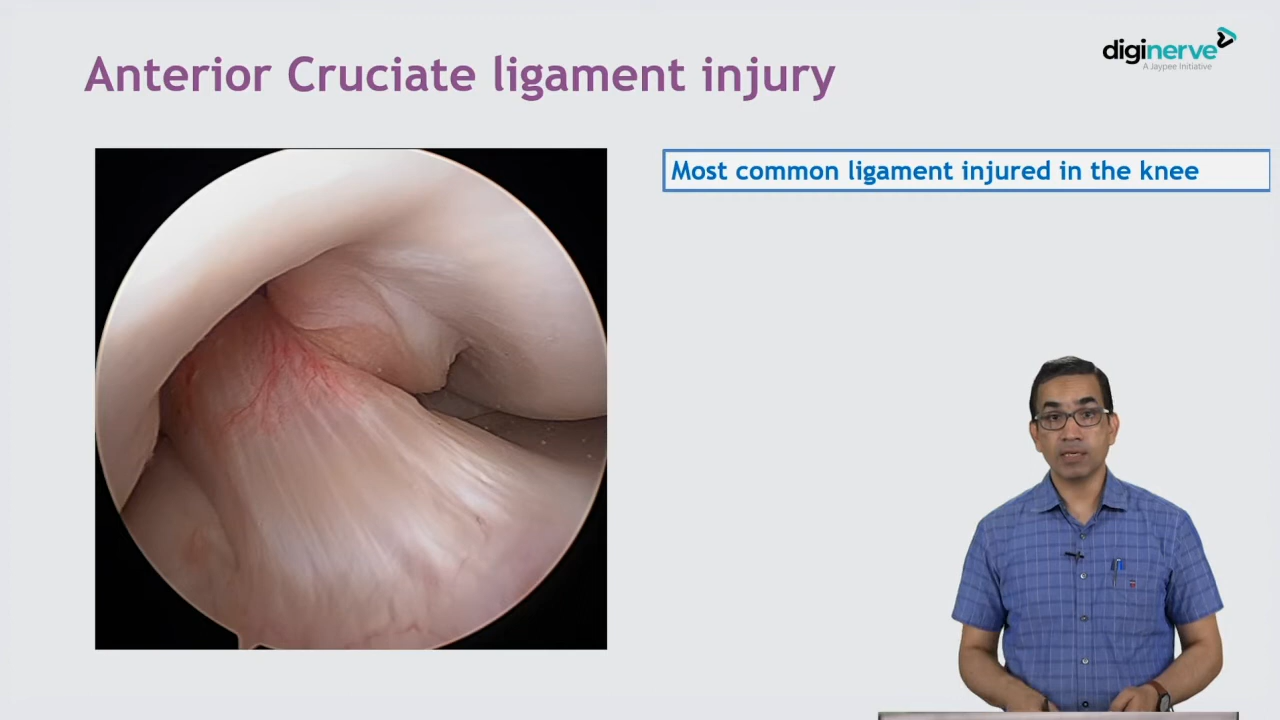 Anterior Cruciate ligament injury
diginerve
A Jaypee Initiative
Most common ligament injured in the knee